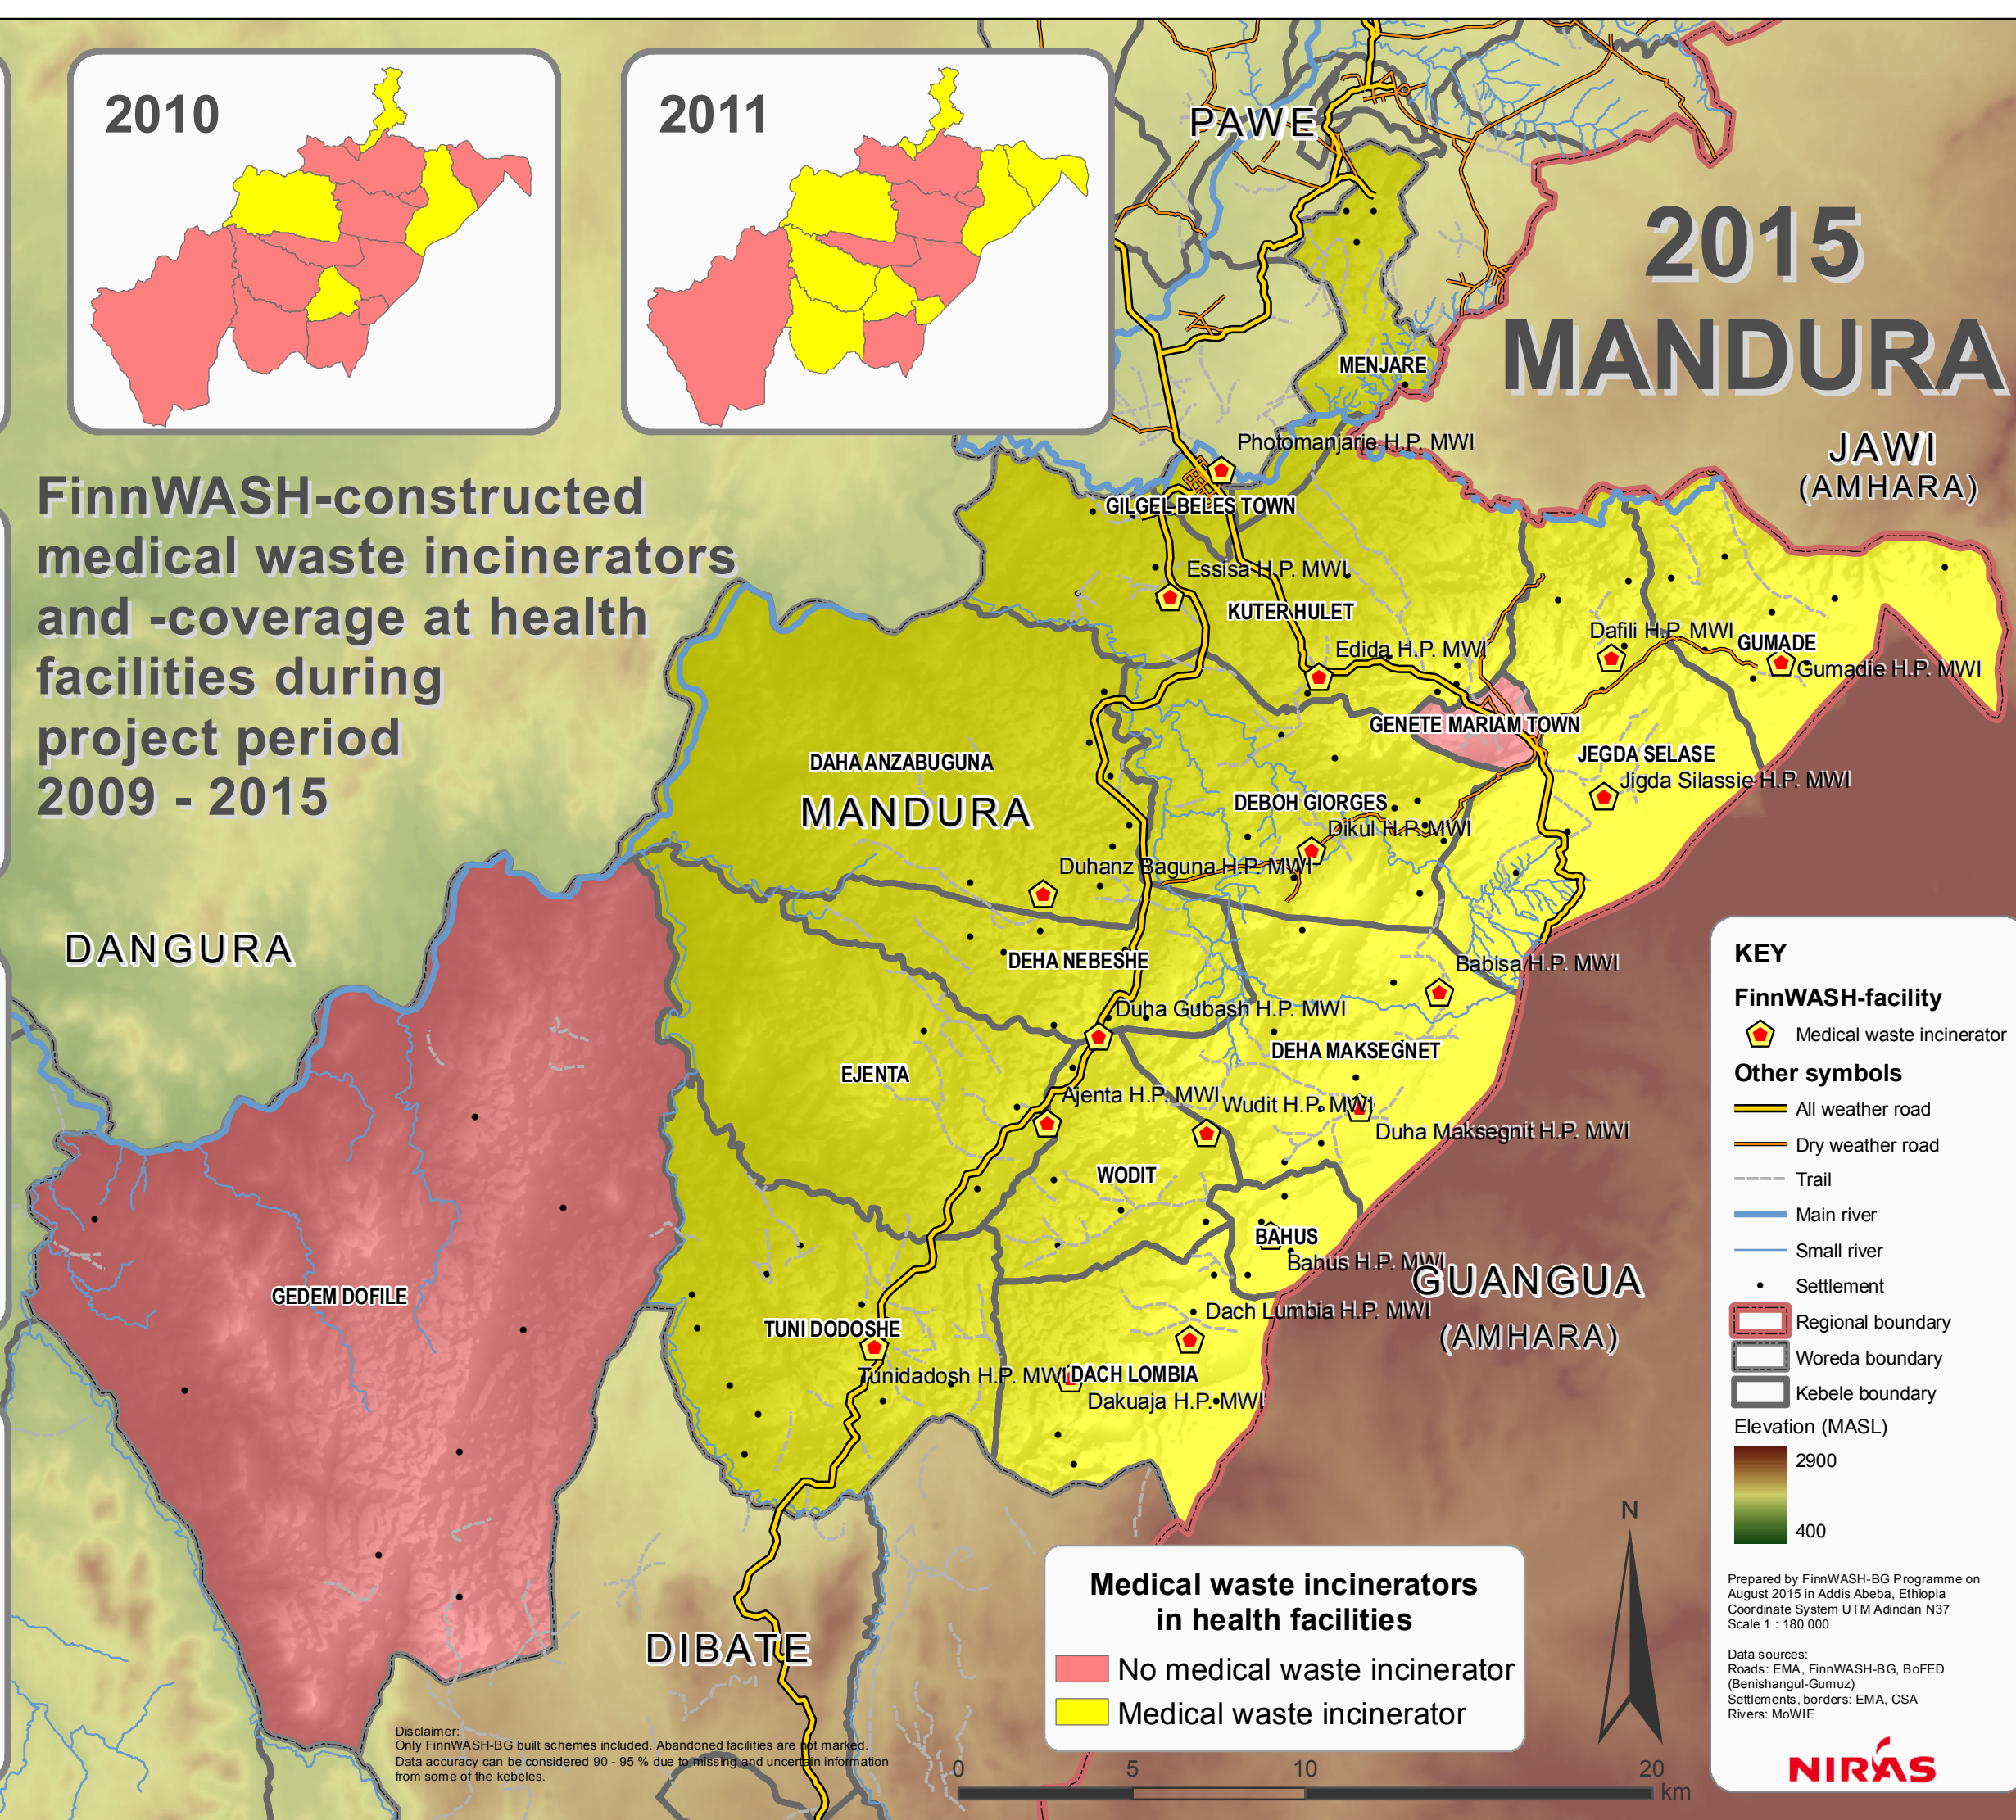 2010
2011
PAWE
2015
MANDURA
MENJARE
JAWI
(AMHARA)
Photomanjarie H.P. MWI
GILGEL BELES TOWN
FinnWASH-constructed
medical waste incinerators
and -coverage at health
facilities during
project period
2009 - 2015
Essisa H.P. MWI
KUTER HULET
Edida H.P. MWI
Dafili H.P. MWI
GUMADE
Gumadie H.P. MWI
GENETE MARIAM TOWN
JEGDA SELASE
Jigda Silassie H.P. MWI
DAHA ANZABUGUNA
MANDURA
DEBOH GIORGES
Dikul H.P. MWI
Duhanz Baguna H.P. MWI
DANGURA
DEHA NEBESHE
Babisa H.P. MWI
Duha Gubash H.P. MWI
DEHA MAKSEGNET
EJENTA
Ajenta H.P. MWI
Wudit H.P. MWI
Duha Maksegnit H.P. MWI
WODIT
BAHUS
Bahus H.P. MWI
GUANGUA
(AMHARA)
GEDEM DOFILE
Dach Lumbia H.P. MWI
TUNI DODOSHE
Tunidadosh H.P. MWI
DACH LOMBIA
Dakuaja H.P. MWI
DIBATE
KEY
FinnWASH-facility
Medical waste incinerator
Other symbols
All weather road
Dry weather road
Trail
Main river
Small river
Settlement
Regional boundary
Woreda boundary
Kebele boundary
Elevation (MASL)
2900
400
Prepared by FinnWASH-BG Programme on
August 2015 in Addis Abeba, Ethiopia
Coordinate System UTM Adindan N37
Scale 1 : 180 000
Data sources:
Roads: EMA, FinnWASH-BG, BoFED
(Benishangul-Gumuz)
Settlements, borders: EMA, CSA
Rivers: MoWIE
NIRAS
N
Medical waste incinerators
in health facilities
No medical waste incinerator
Medical waste incinerator
Disclaimer:
Only FinnWASH-BG built schemes included. Abandoned facilities are not marked.
Data accuracy can be considered 90 - 95 % due to missing and uncertain information
from some of the kebeles.
0 5 10 20
km